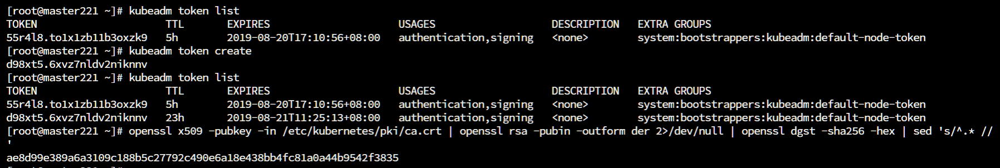 [root@master221 ~]# kubeadm token list
TOKEN TTL EXPIRES USAGES DESCRIPTION EXTRA GROUPS
55r4l8.to1x1zb11b3oxzk9 5h 2019-08-20T17:10:56+08:00 authentication,signing <none> system:bootstrappers:kubeadm:default-node-token
[root@master221 ~]# kubeadm token create
d98xt5.6xvz7nldv2niknnv
[root@master221 ~]# kubeadm token list
TOKEN TTL EXPIRES USAGES DESCRIPTION EXTRA GROUPS
55r4l8.to1x1zb11b3oxzk9 5h 2019-08-20T17:10:56+08:00 authentication,signing <none> system:bootstrappers:kubeadm:default-node-token
d98xt5.6xvz7nldv2niknnv 23h 2019-08-21T11:25:13+08:00 authentication,signing <none> system:bootstrappers:kubeadm:default-node-token
[root@master221 ~]# openssl x509 -pubkey -in /etc/kubernetes/pki/ca.crt | openssl rsa -pubin -outform der 2>/dev/null | openssl dgst -sha256 -hex | sed 's/^.* //
'
ae8d99e389a6a3109c188b5c27792c490e6a18e438bb4fc81a0a44b9542f3835